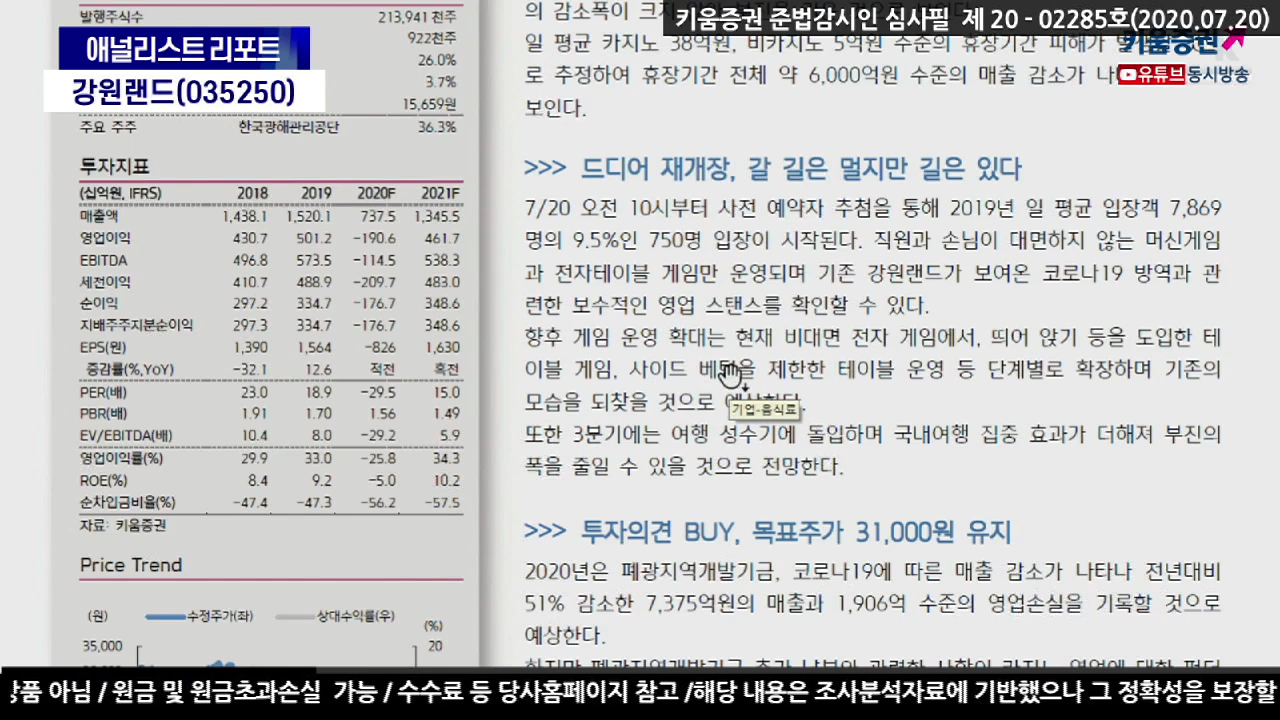 키움증권 준법감시인 심사필 제 20 - 02285호(2020.07.20)
키움증권
유튜브동시방송
애널리스트 리포트
강원랜드(035250)
발행주식수 213,941 천주
922천주
26.0%
3.7%
15,659원
주요 주주 한국광해관리공단 36.3%
투자지표
(십억원, IFRS) 2018 2019 2020F 2021F
매출액 1,438.1 1,520.1 737.5 1,345.5
영업이익 430.7 501.2 -190.6 461.7
EBITDA 496.8 573.5 -114.5 538.3
세전이익 410.7 488.9 -209.7 483.0
순이익 297.2 334.7 -176.7 348.6
지배주주지분순이익 297.3 334.7 -176.7 348.6
EPS(원) 1,390 1,564 -826 1,630
증감률(%,YoY) -32.1 12.6 적전 흑전
PER(배) 23.0 18.9 -29.5 15.0
PBR(배) 1.91 1.70 1.56 1.49
EV/EBITDA(배) 10.4 8.0 -29.2 5.9
영업이익률(%) 29.9 33.0 -25.8 34.3
ROE(%) 8.4 9.2 -5.0 10.2
순차입금비율(%) -47.4 -47.3 -56.2 -57.5
자료: 키움증권
Price Trend
(원) 수정주가(좌) 상대수익률(우) (%)
35,000 20
의 감소폭이
일 평균 카지노 38억원, 비카지노 5억원 수준의 휴장기간 피해가
로 추정하여 휴장기간 전체 약 6,000억원 수준의 매출 감소가
보인다.
>>> 드디어 재개장, 갈 길은 멀지만 길은 있다
7/20 오전 10시부터 사전 예약자 추첨을 통해 2019년 일 평균 입장객 7,869
명의 9.5%인 750명 입장이 시작된다. 직원과 손님이 대면하지 않는 머신게임
과 전자테이블 게임만 운영되며 기존 강원랜드가 보여온 코로나19 방역과 관
련한 보수적인 영업 스탠스를 확인할 수 있다.
향후 게임 운영 확대는 현재 비대면 전자 게임에서, 띄어 앉기 등을 도입한 테
이블 게임, 사이드 베팅을 제한한 테이블 운영 등 단계별로 확장하며 기존의
모습을 되찾을 것으로
기업-음식료
또한 3분기에는 여행 성수기에 돌입하며 국내여행 집중 효과가 더해져 부진의
폭을 줄일 수 있을 것으로 전망한다.
>>> 투자의견 BUY, 목표주가 31,000원 유지
2020년은 폐광지역개발기금, 코로나19에 따른 매출 감소가 나타나 전년대비
51% 감소한 7,375억원의 매출과 1,906억 수준의 영업손실을 기록할 것으로
예상한다.
품 아님 / 원금 및 원금초과손실 가능 / 수수료 등 당사홈페이지 참고 /해당 내용은 조사분석자료에 기반했으나 그 정확성을 보장할